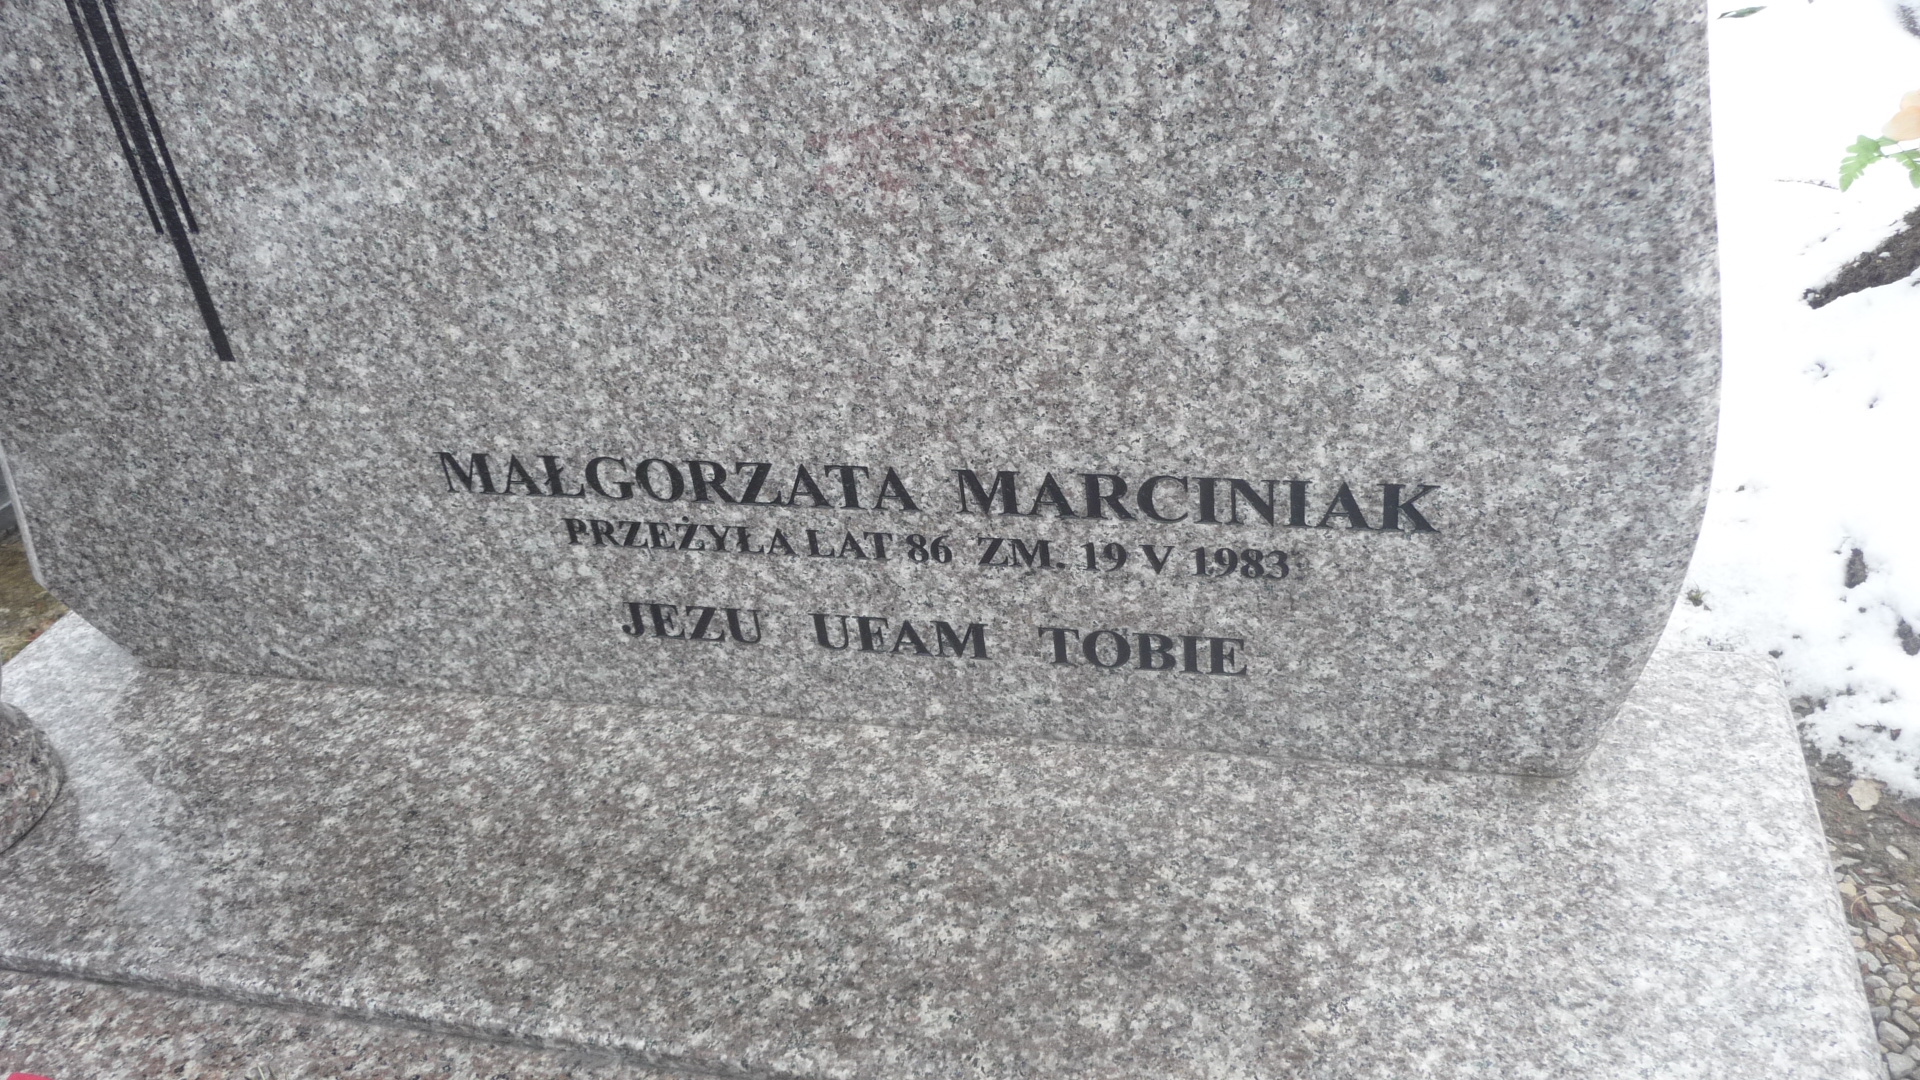 MAŁGORZATA MARCINIAK
PRZEŻYŁA LAT 86 ZM. 19 V 1983
JEZU UFAM TOBIE